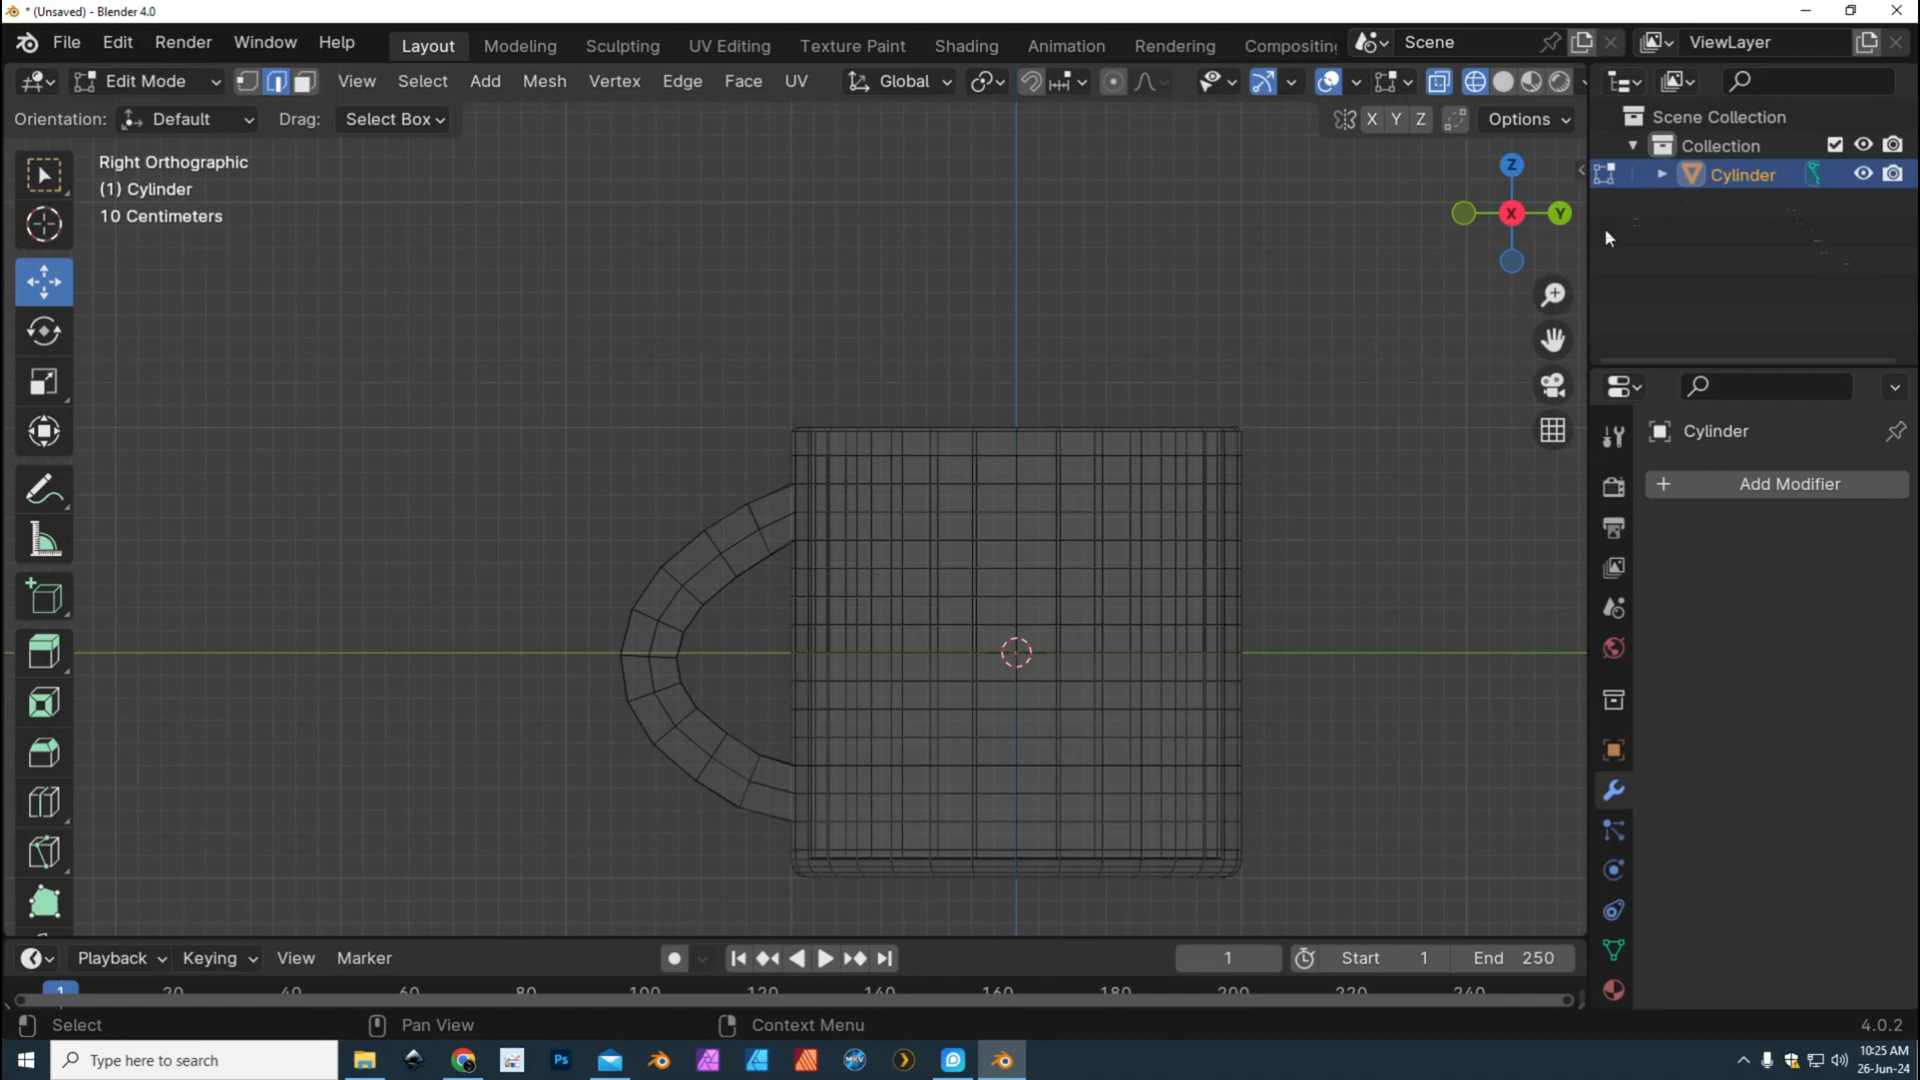 * (Unsaved) - Blender 4.0
File Edit Render Window Help Layout Modeling Sculpting UV Editing Texture Paint Shading Animation Rendering Compositing Scene ViewLayer
Edit Mode View Select Add Mesh Vertex Edge Face UV Global
Orientation: Default Drag: Select Box X Y Z Options
Scene Collection
Collection
Cylinder
Right Orthographic
(1) Cylinder
10 Centimeters
Z
X
Y
Cylinder
+ Add Modifier
Playback Keying View Marker 1 Start 1 End 250
1 20 40 60 80 100 120 140 160 180 200 220 240
Select Pan View Context Menu 4.0.2
Type here to search
Ps
MKV
10:25 AM
26-Jun-24